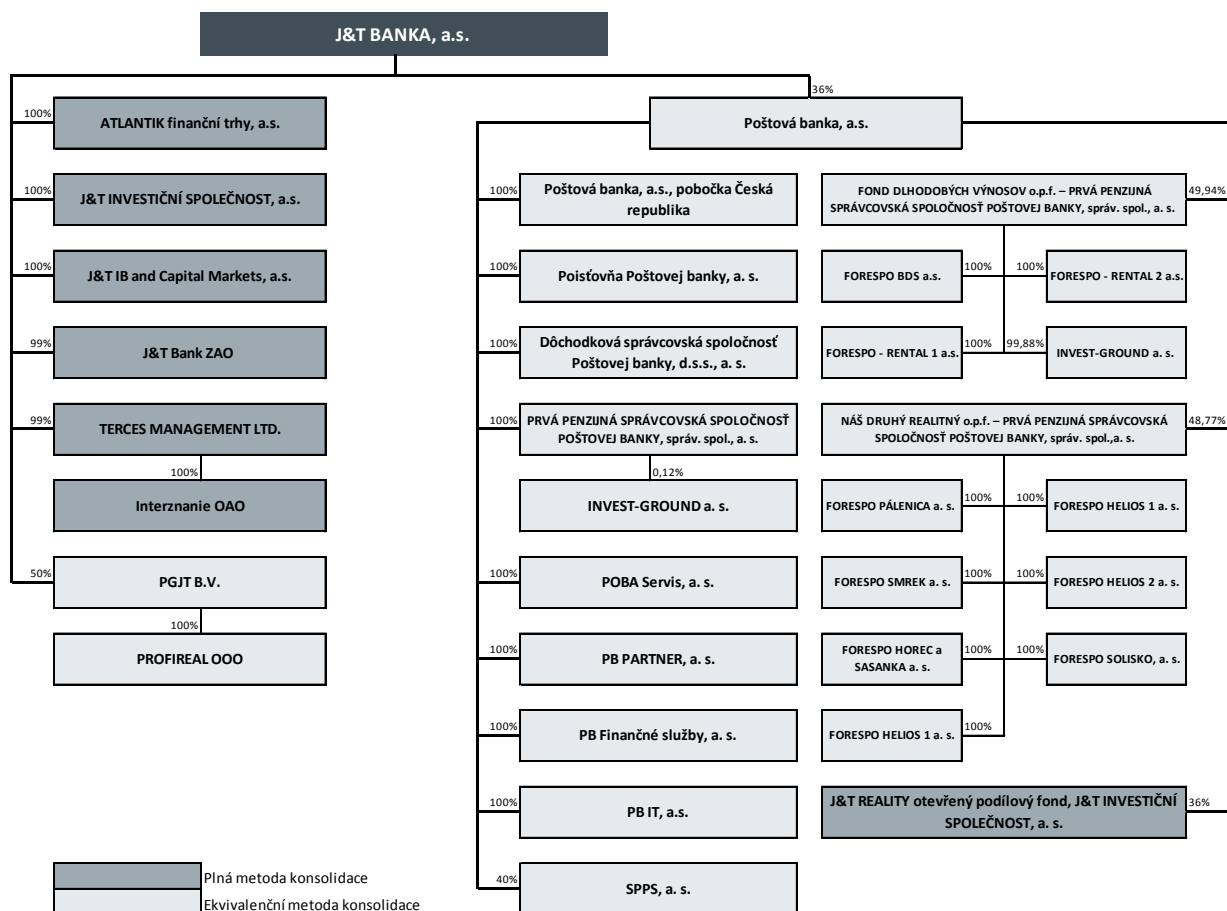 J&T BANKA, a.s.
36%
100%
ATLANTIK finanční trhy, a.s.
Poštová banka, a.s.
100%
J&T INVESTIČNÍ SPOLEČNOST, a.s.
100%
J&T IB and Capital Markets, a.s.
99%
J&T Bank ZAO
99%
TERCES MANAGEMENT LTD.
100%
Interznanie OAO
50%
PGJT B.V.
100%
PROFIREAL OOO
100%
Poštová banka, a.s., pobočka Česká
republika
100%
Poisťovňa Poštovej banky, a. s.
100%
Dôchodková správcovská spoločnosť
Poštovej banky, d.s.s., a. s.
100%
PRVÁ PENZIJNÁ SPRÁVCOVSKÁ SPOLOČNOSŤ
POŠTOVEJ BANKY, správ. spol., a. s.
0,12%
INVEST-GROUND a. s.
100%
POBA Servis, a. s.
100%
PB PARTNER, a. s.
100%
PB Finančné služby, a. s.
100%
PB IT, a.s.
40%
SPPS, a. s.
FOND DLHODOBÝCH VÝNOSOV o.p.f. – PRVÁ PENZIJNÁ
SPRÁVCOVSKÁ SPOLOČNOSŤ POŠTOVEJ BANKY, správ. spol., a. s.
49,94%
FORESPO BDS a.s.
100%
100%
FORESPO - RENTAL 2 a.s.
FORESPO - RENTAL 1 a.s.
100%
99,88%
INVEST-GROUND a. s.
NÁŠ DRUHÝ REALITNÝ o.p.f. – PRVÁ PENZIJNÁ SPRÁVCOVSKÁ
SPOLOČNOSŤ POŠTOVEJ BANKY, správ. spol.,a. s.
48,77%
FORESPO PÁLENICA a. s.
100%
100%
FORESPO HELIOS 1 a. s.
FORESPO SMREK a. s.
100%
100%
FORESPO HELIOS 2 a. s.
FORESPO HOREC a
SASANKA a. s.
100%
100%
FORESPO SOLISKO, a. s.
FORESPO HELIOS 1 a. s.
100%
J&T REALITY otevřený podílový fond, J&T INVESTIČNÍ
SPOLEČNOST, a. s.
36%
Plná metoda konsolidace
Ekvivalenční metoda konsolidace